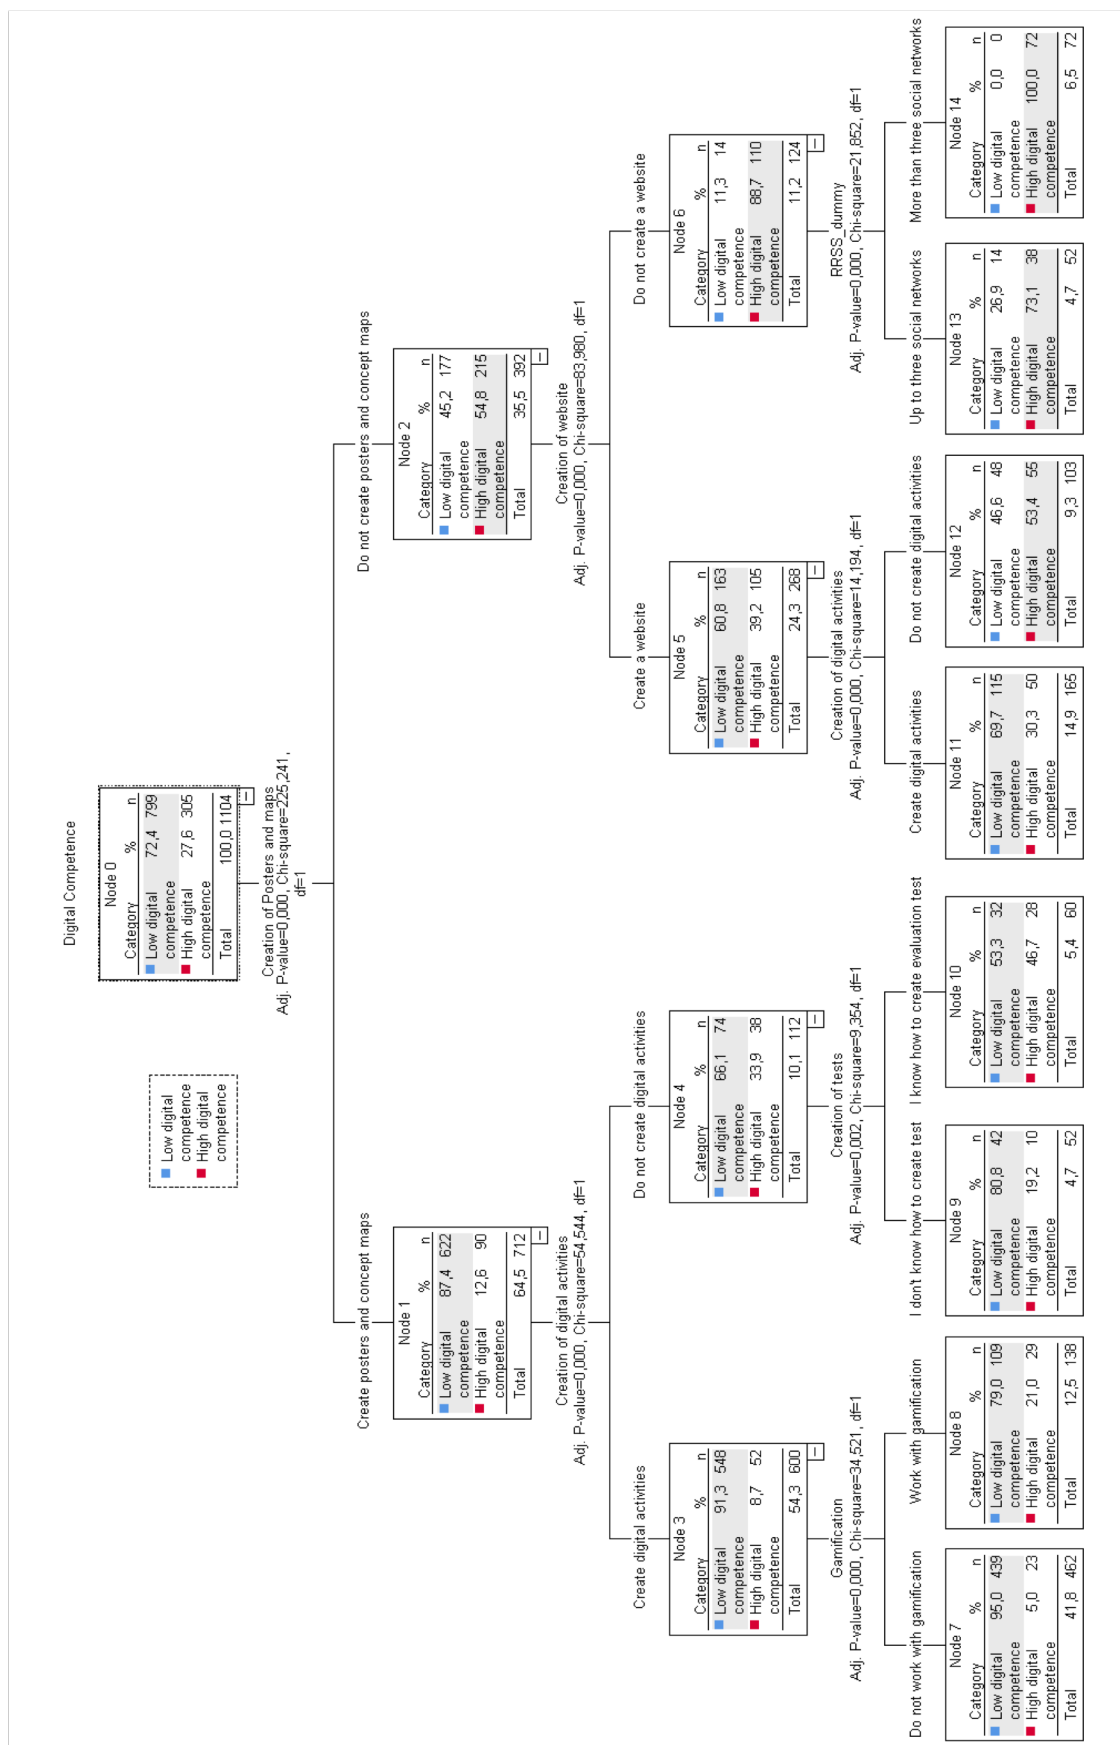 Digital Competence
Low digital
competence
High digital
competence
Node 0
Category % n
Low digital 72,4 799
competence
High digital 27,6 305
competence
Total 100,0 1104
Creation of Posters and maps
Adj. P-value=0,000, Chi-square=225,241,
df=1
Create posters and concept maps
Do not create posters and concept maps
Node 1
Category % n
Low digital 87,4 622
competence
High digital 12,6 90
competence
Total 64,5 712
Creation of digital activities
Adj. P-value=0,000, Chi-square=54,544, df=1
Node 2
Category % n
Low digital 45,2 177
competence
High digital 54,8 215
competence
Total 35,5 392
Creation of website
Adj. P-value=0,000, Chi-square=83,980, df=1
Create digital activities
Do not create digital activities
Create a website
Do not create a website
Node 3
Category % n
Low digital 91,3 548
competence
High digital 8,7 52
competence
Total 54,3 600
Gamification
Adj. P-value=0,000, Chi-square=34,521, df=1
Node 4
Category % n
Low digital 66,1 74
competence
High digital 33,9 38
competence
Total 10,1 112
Creation of tests
Adj. P-value=0,002, Chi-square=9,354, df=1
Node 5
Category % n
Low digital 60,8 163
competence
High digital 39,2 105
competence
Total 24,3 268
Creation of digital activities
Adj. P-value=0,000, Chi-square=14,194, df=1
Node 6
Category % n
Low digital 11,3 14
competence
High digital 88,7 110
competence
Total 11,2 124
RRSS_dummy
Adj. P-value=0,000, Chi-square=21,852, df=1
Do not work with gamification
Work with gamification
I don't know how to create test
I know how to create evaluation test
Create digital activities
Do not create digital activities
Up to three social networks
More than three social networks
Node 7
Category % n
Low digital 95,0 439
competence
High digital 5,0 23
competence
Total 41,8 462
Node 8
Category % n
Low digital 79,0 109
competence
High digital 21,0 29
competence
Total 12,5 138
Node 9
Category % n
Low digital 80,8 42
competence
High digital 19,2 10
competence
Total 4,7 52
Node 10
Category % n
Low digital 53,3 32
competence
High digital 46,7 28
competence
Total 5,4 60
Node 11
Category % n
Low digital 69,7 115
competence
High digital 30,3 50
competence
Total 14,9 165
Node 12
Category % n
Low digital 46,6 48
competence
High digital 53,4 55
competence
Total 9,3 103
Node 13
Category % n
Low digital 26,9 14
competence
High digital 73,1 38
competence
Total 4,7 52
Node 14
Category % n
Low digital 0,0 0
competence
High digital 100,0 72
competence
Total 6,5 72